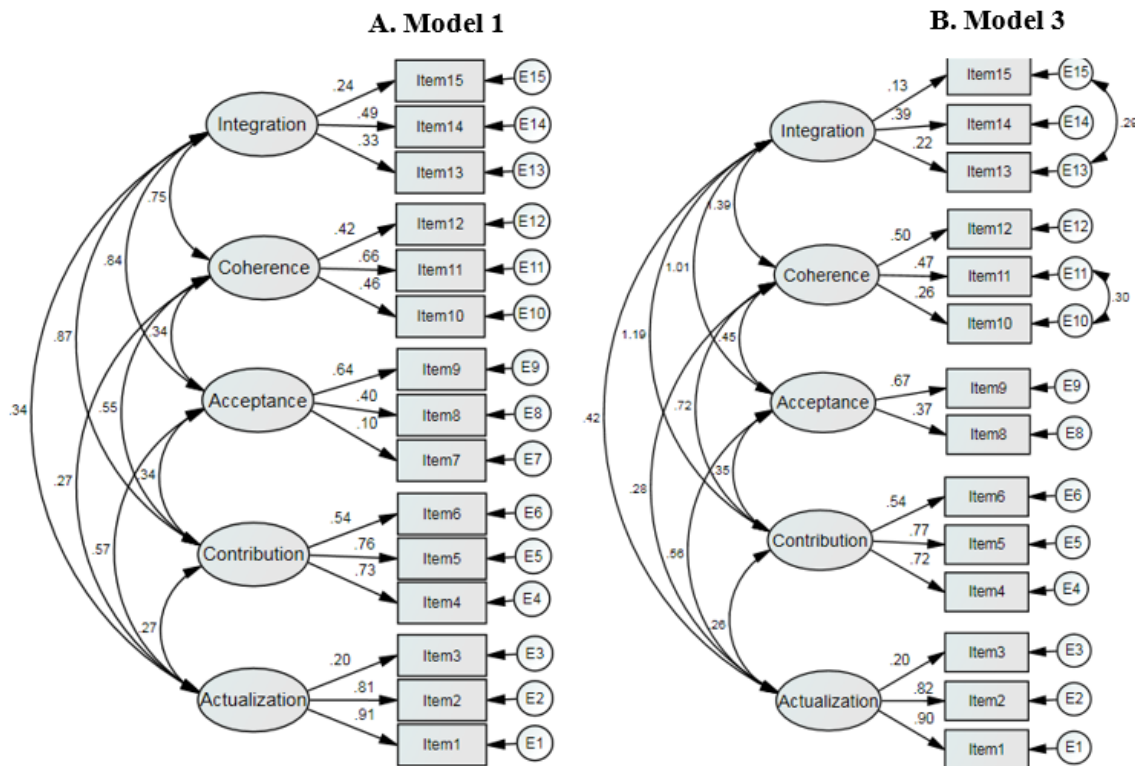 A. Model 1
.24
.49
.33
Integration
Item15
Item14
Item13
E15
E14
E13
.75
.42
.66
.46
Coherence
Item12
Item11
Item10
E12
E11
E10
.84
.34
.87
.64
.40
.10
Acceptance
Item9
Item8
Item7
E9
E8
E7
.34
.55
.27
.34
.54
.76
.73
Contribution
Item6
Item5
Item4
E6
E5
E4
.57
.27
.20
.81
.91
Actualization
Item3
Item2
Item1
E3
E2
E1
B. Model 3
.13
.39
.22
Integration
Item15
Item14
Item13
E15
E14
E13
.29
1.39
.50
.47
.26
Coherence
Item12
Item11
Item10
E12
E11
E10
.30
1.01
1.19
.45
.67
.37
Acceptance
Item9
Item8
E9
E8
.42
.72
.28
.35
.54
.77
.72
Contribution
Item6
Item5
Item4
E6
E5
E4
.56
.26
.20
.82
.90
Actualization
Item3
Item2
Item1
E3
E2
E1